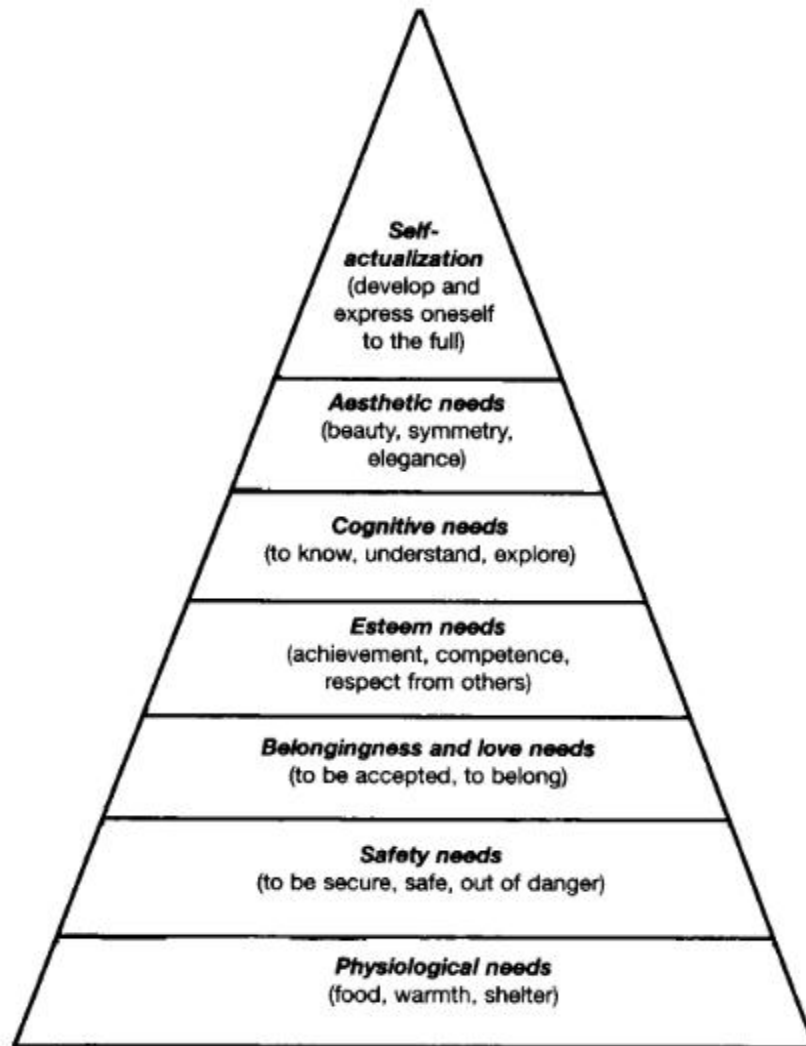 Self-
actualization
(develop and
express oneself
to the full)
Aesthetic needs
(beauty, symmetry,
elegance)
Cognitive needs
(to know, understand, explore)
Esteem needs
(achievement, competence,
respect from others)
Belongingness and love needs
(to be accepted, to belong)
Safety needs
(to be secure, safe, out of danger)
Physiological needs
(food, warmth, shelter)